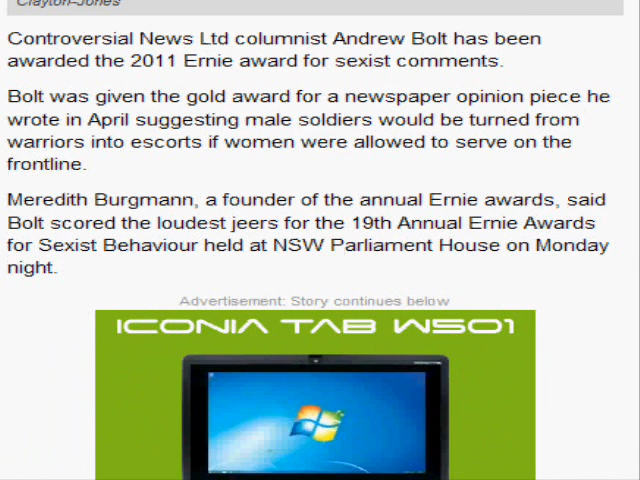 Clayton-Jones
Controversial News Ltd columnist Andrew Bolt has been
awarded the 2011 Ernie award for sexist comments.
Bolt was given the gold award for a newspaper opinion piece he
wrote in April suggesting male soldiers would be turned from
warriors into escorts if women were allowed to serve on the
frontline.
Meredith Burgmann, a founder of the annual Ernie awards, said
Bolt scored the loudest jeers for the 19th Annual Ernie Awards
for Sexist Behaviour held at NSW Parliament House on Monday
night.
Advertisement: Story continues below
ICONIA TAB W501